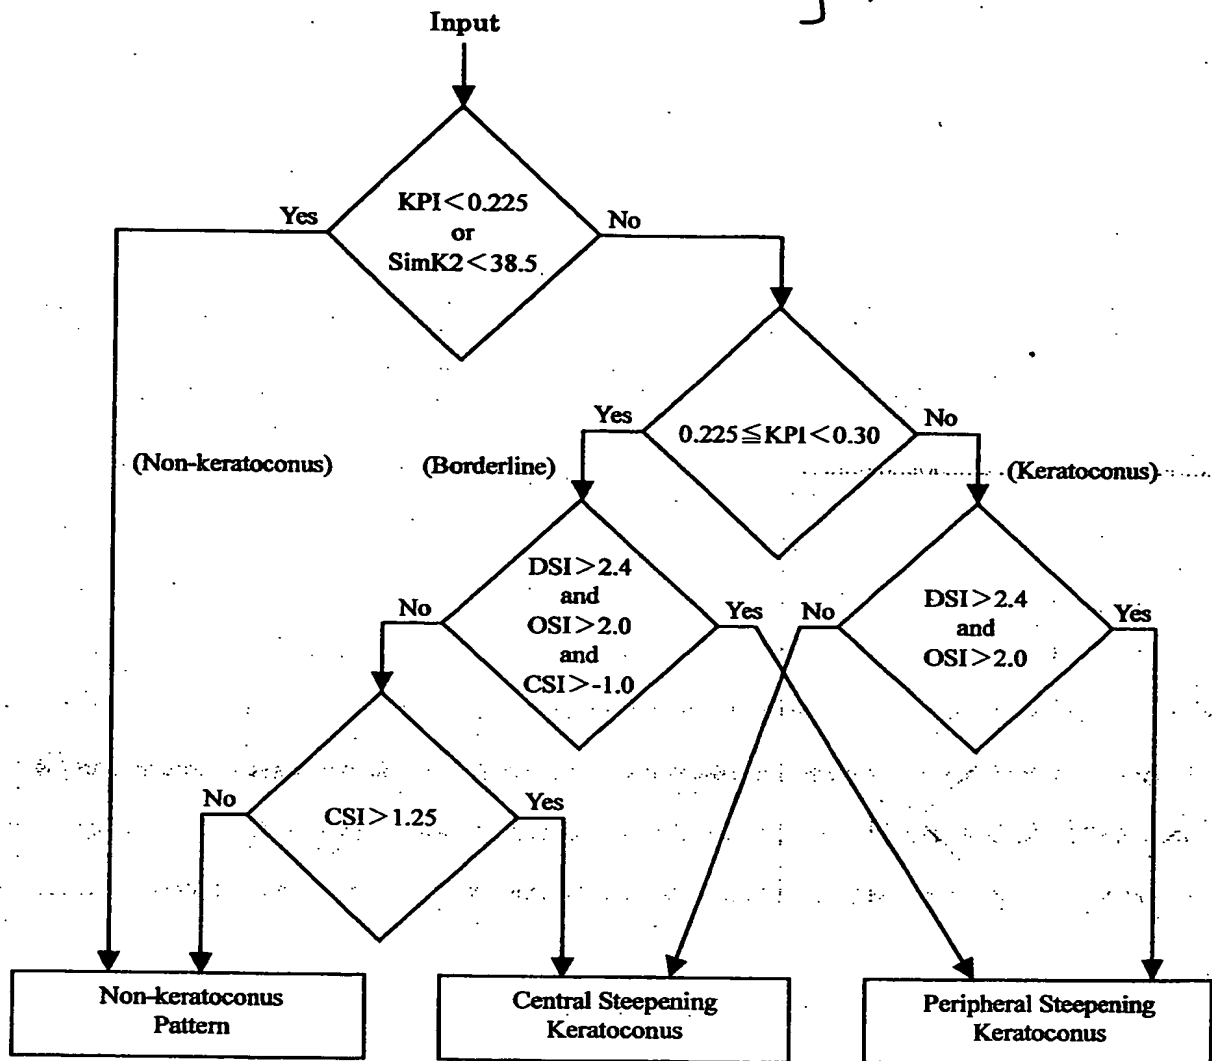 Input
KPI<0.225
or
SimK2<38.5
Yes
No
0.225≦KPI<0.30
Yes
No
(Non-keratoconus)
(Borderline)
(Keratoconus)
DSI>2.4
and
OSI>2.0
and
CSI>-1.0
No
Yes
DSI>2.4
and
OSI>2.0
No
Yes
CSI>1.25
No
Yes
Non-keratoconus
Pattern
Central Steepening
Keratoconus
Peripheral Steepening
Keratoconus